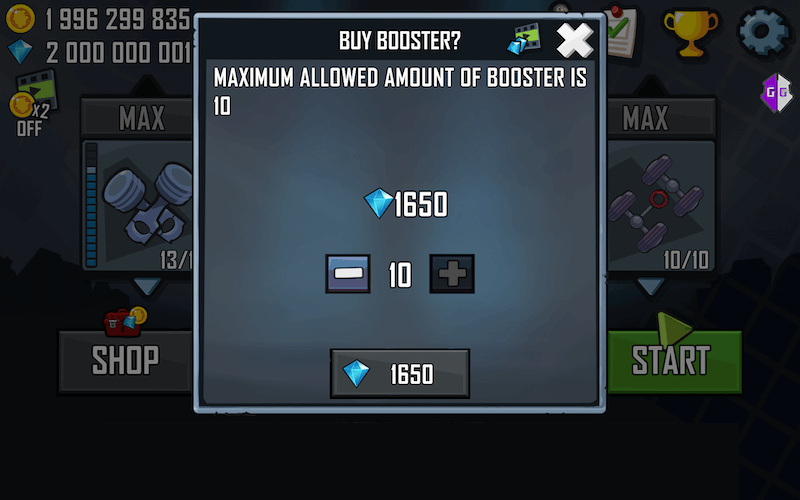 1 996 299 835
2 000 000 001
BUY BOOSTER?
MAXIMUM ALLOWED AMOUNT OF BOOSTER IS
10
X2
OFF
GG
MAX
MAX
1650
10
13/1
10/10
SHOP
1650
START